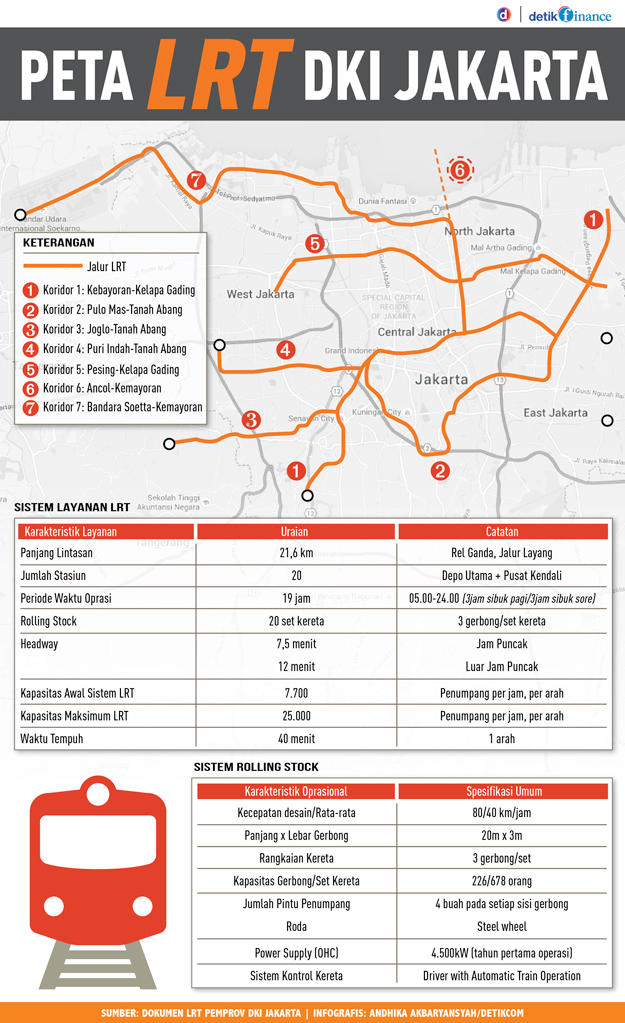 d | detikfinance
PETA LRT DKI JAKARTA
7
6
Dunia Fantasi
Bandar Udara
Internasional Soekarno
North Jakarta
1
KETERANGAN
Jalur LRT
1 Koridor 1: Kebayoran-Kelapa Gading
2 Koridor 2: Pulo Mas-Tanah Abang
3 Koridor 3: Joglo-Tanah Abang
4 Koridor 4: Puri Indah-Tanah Abang
5 Koridor 5: Pesing-Kelapa Gading
6 Koridor 6: Ancol-Kemayoran
7 Koridor 7: Bandara Soetta-Kemayoran
Jl. Kapuk Raya
5
Mal Artha Gading
Mal Kelapa Gading
West Jakarta
SPECIAL CAPITAL
REGION
OF JAKARTA
Central Jakarta
4
Grand Indonesia
Jakarta
3
Senayan City
Kuningan City
East Jakarta
1
2
Sekolah Tinggi
Akuntansi Negara
SISTEM LAYANAN LRT
Karakteristik Layanan Uraian Catatan
Panjang Lintasan 21,6 km Rel Ganda, Jalur Layang
Jumlah Stasiun 20 Depo Utama + Pusat Kendali
Periode Waktu Oprasi 19 jam 05.00-24.00 (3jam sibuk pagi/3jam sibuk sore)
Rolling Stock 20 set kereta 3 gerbong/set kereta
Headway 7,5 menit Jam Puncak
12 menit Luar Jam Puncak
Kapasitas Awal Sistem LRT 7.700 Penumpang per jam, per arah
Kapasitas Maksimum LRT 25.000 Penumpang per jam, per arah
Waktu Tempuh 40 menit 1 arah
SISTEM ROLLING STOCK
Karakteristik Oprasional Spesifikasi Umum
Kecepatan desain/Rata-rata 80/40 km/jam
Panjang x Lebar Gerbong 20m x 3m
Rangkaian Kereta 3 gerbong/set
Kapasitas Gerbong/Set Kereta 226/678 orang
Jumlah Pintu Penumpang 4 buah pada setiap sisi gerbong
Roda Steel wheel
Power Supply (OHC) 4.500kW (tahun pertama operasi)
Sistem Kontrol Kereta Driver with Automatic Train Operation
SUMBER: DOKUMEN LRT PEMPROV DKI JAKARTA | INFOGRAFIS: ANDHIKA AKBARYANSYAH/DETIKCOM